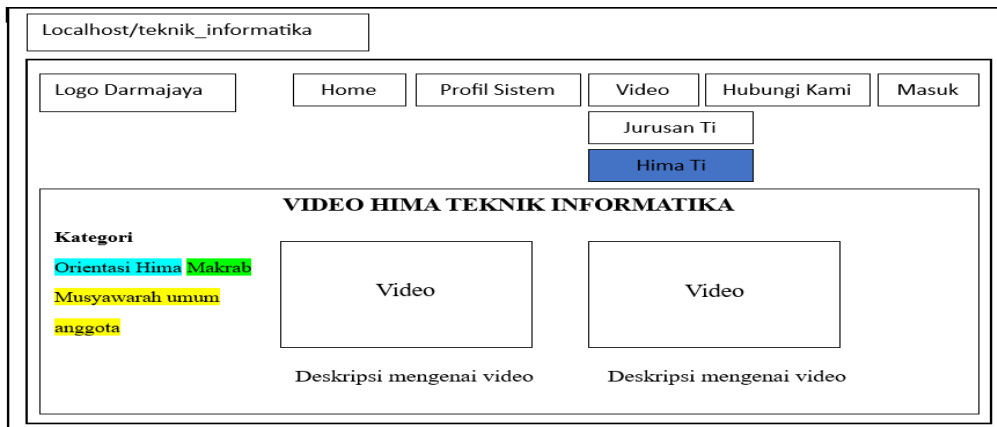 Localhost/teknik_informatika
Logo Darmajaya
Home
Profil Sistem
Video
Hubungi Kami
Masuk
Jurusan Ti
Hima Ti
VIDEO HIMA TEKNIK INFORMATIKA
Kategori
Orientasi Hima Makrab
Musyawarah umum
anggota
Video
Video
Deskripsi mengenai video
Deskripsi mengenai video